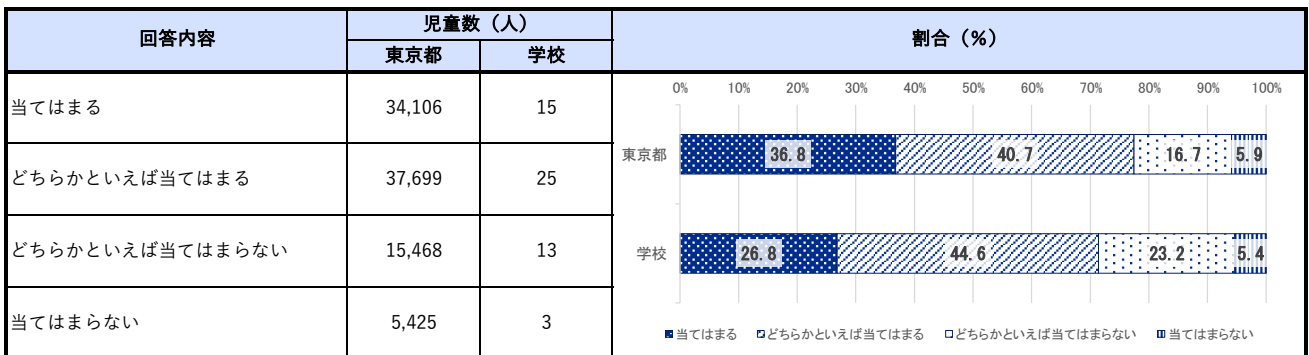 回答内容 児童数（人） 割合（%）
東京都 学校
当てはまる 34,106 15
どちらかといえば当てはまる 37,699 25
どちらかといえば当てはまらない 15,468 13
当てはまらない 5,425 3
0% 10% 20% 30% 40% 50% 60% 70% 80% 90% 100%
東京都 36.8 40.7 16.7 5.9
学校 26.8 44.6 23.2 5.4
当てはまる どちらかといえば当てはまる どちらかといえば当てはまらない 当てはまらない